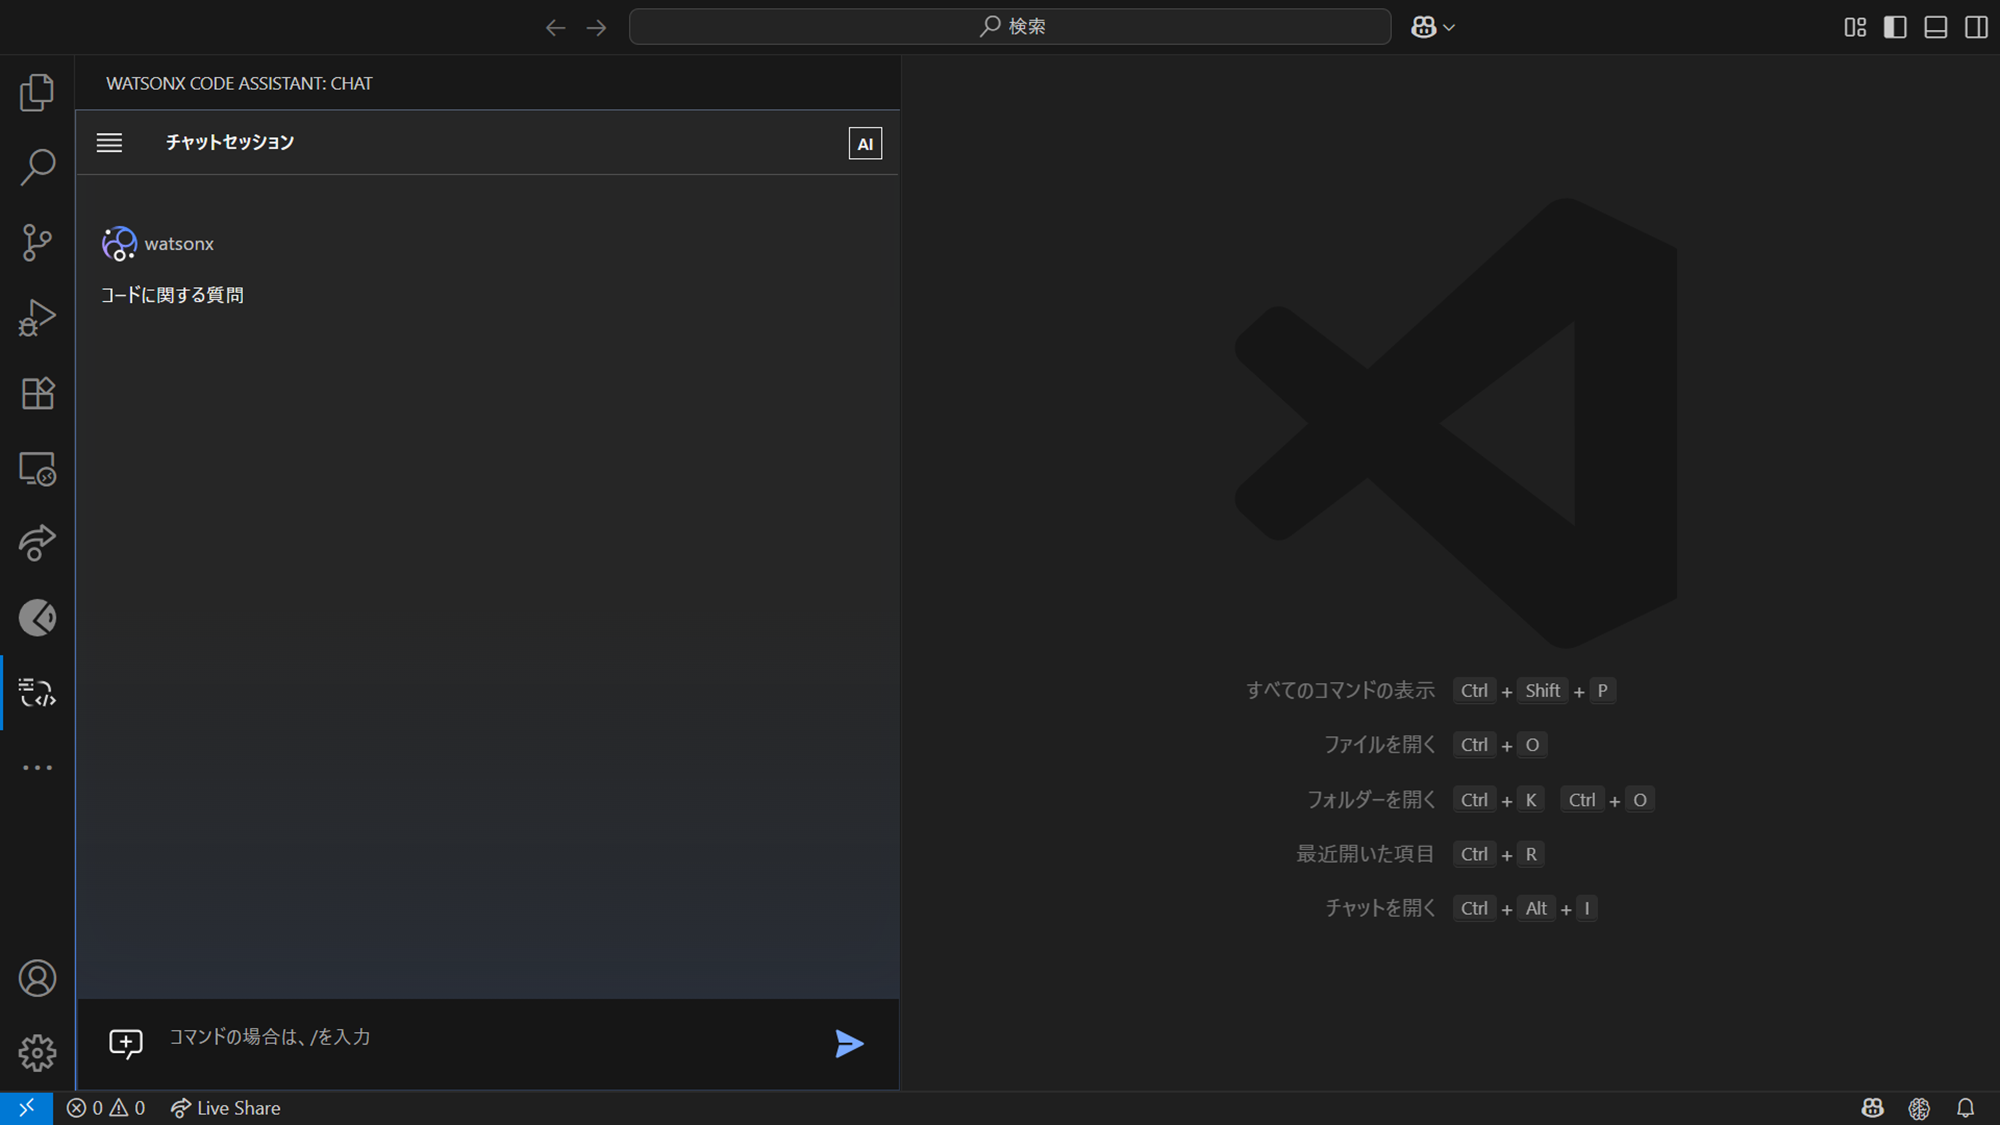 検索
WATSONX CODE ASSISTANT: CHAT
チャットセッション
AI
watsonx
コードに関する質問
すべてのコマンドの表示 Ctrl + Shift + P
ファイルを開く Ctrl + O
フォルダーを開く Ctrl + K Ctrl + O
最近開いた項目 Ctrl + R
チャットを開く Ctrl + Alt + I
コマンドの場合は、/を入力
0 0 Live Share